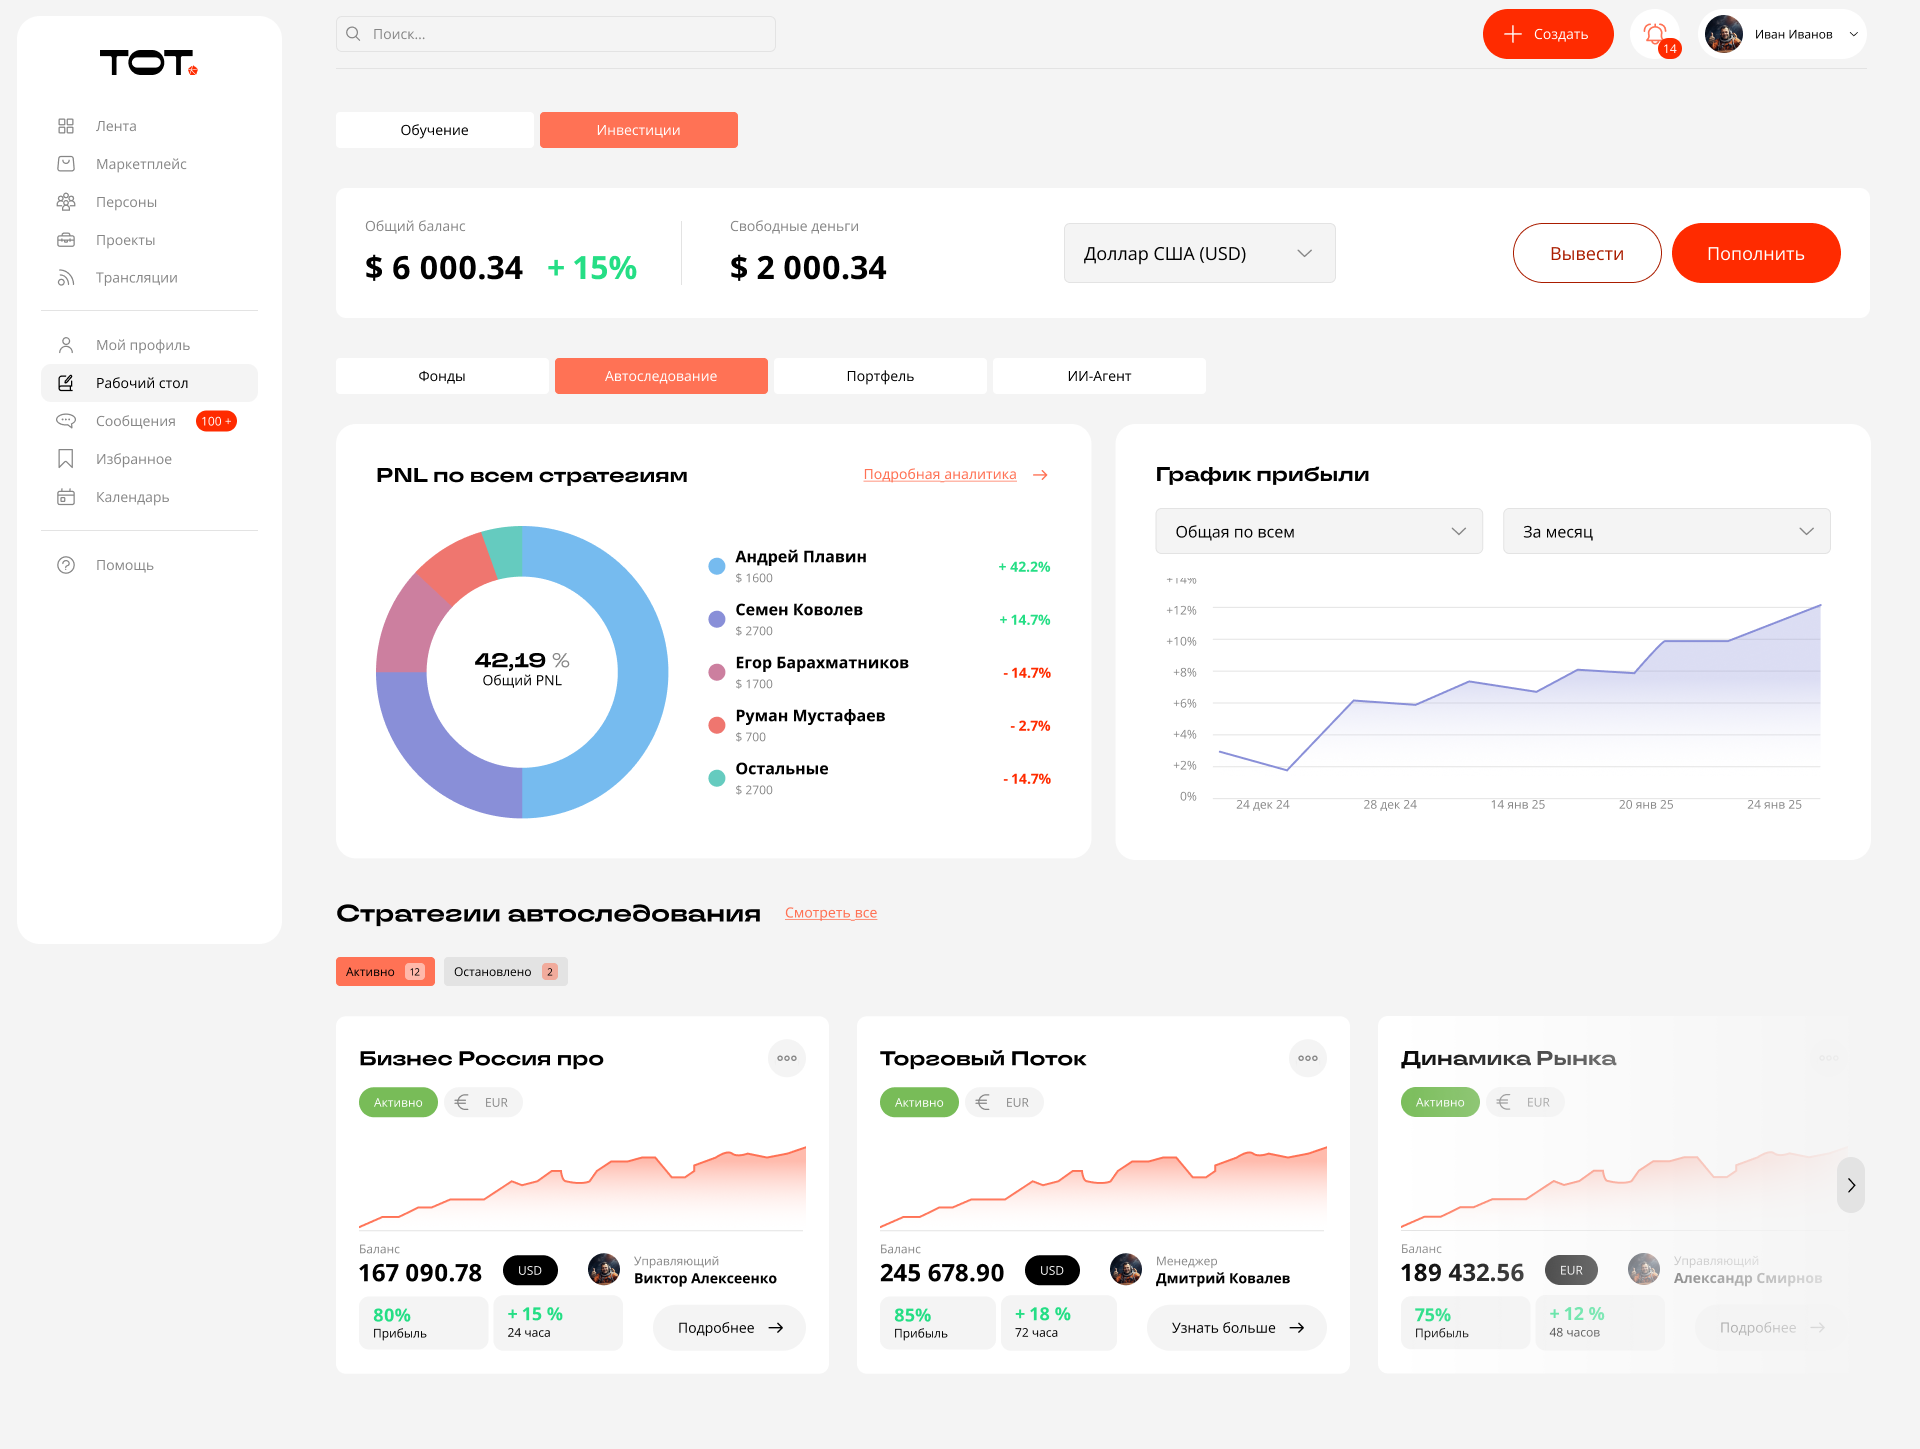 ТОТ.
Лента
Маркетплейс
Персоны
Проекты
Трансляции
Мой профиль
Рабочий стол
Сообщения 100 +
Избранное
Календарь
Помощь
Поиск...
Создать
14
Иван Иванов
Обучение
Инвестиции
Общий баланс
$ 6 000.34 + 15%
Свободные деньги
$ 2 000.34
Доллар США (USD)
Вывести
Пополнить
Фонды
Автоследование
Портфель
ИИ-Агент
PNL по всем стратегиям
Подробная аналитика
42,19 %
Общий PNL
Андрей Плавин
$ 1600
+ 42.2%
Семен Коволев
$ 2700
+ 14.7%
Егор Барахматников
$ 1700
- 14.7%
Руман Мустафаев
$ 700
- 2.7%
Остальные
$ 2700
- 14.7%
График прибыли
Общая по всем
За месяц
+14%
+12%
+10%
+8%
+6%
+4%
+2%
0%
24 дек 24
28 дек 24
14 янв 25
20 янв 25
24 янв 25
Стратегии автоследования
Смотреть все
Активно 12
Остановлено 2
Бизнес Россия про
Активно
€ EUR
Баланс
167 090.78
USD
Управляющий
Виктор Алексеенко
80%
Прибыль
+ 15 %
24 часа
Подробнее
Торговый Поток
Активно
€ EUR
Баланс
245 678.90
USD
Менеджер
Дмитрий Ковалев
85%
Прибыль
+ 18 %
72 часа
Узнать больше
Динамика Рынка
Активно
€ EUR
Баланс
189 432.56
EUR
Управляющий
Александр Смирнов
75%
Прибыль
+ 12 %
48 часов
Подробнее